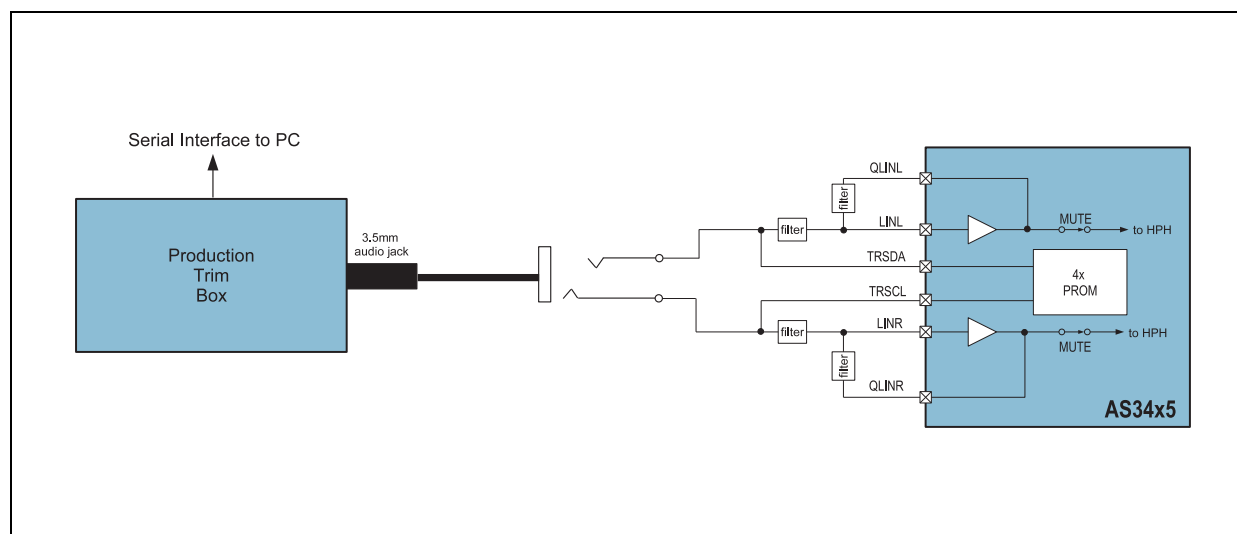 Serial Interface to PC
Production
Trim
Box
3.5mm
audio jack
QLINL
filter
filter
LINL
MUTE
to HPH
TRSDA
4x
PROM
TRSCL
LINR
filter
to HPH
MUTE
filter
QLINR
AS34x5